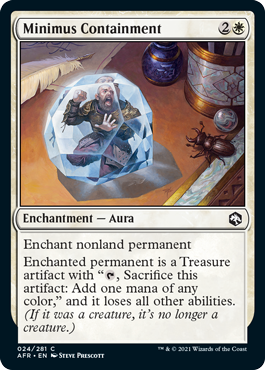 Minimus Containment 2
Enchantment — Aura
Enchant nonland permanent
Enchanted permanent is a Treasure
artifact with “, Sacrifice this
artifact: Add one mana of any
color,” and it loses all other abilities.
(If it was a creature, it’s no longer a
creature.)
024/281 C
AFR • EN Steve Prescott
™ & © 2021 Wizards of the Coast